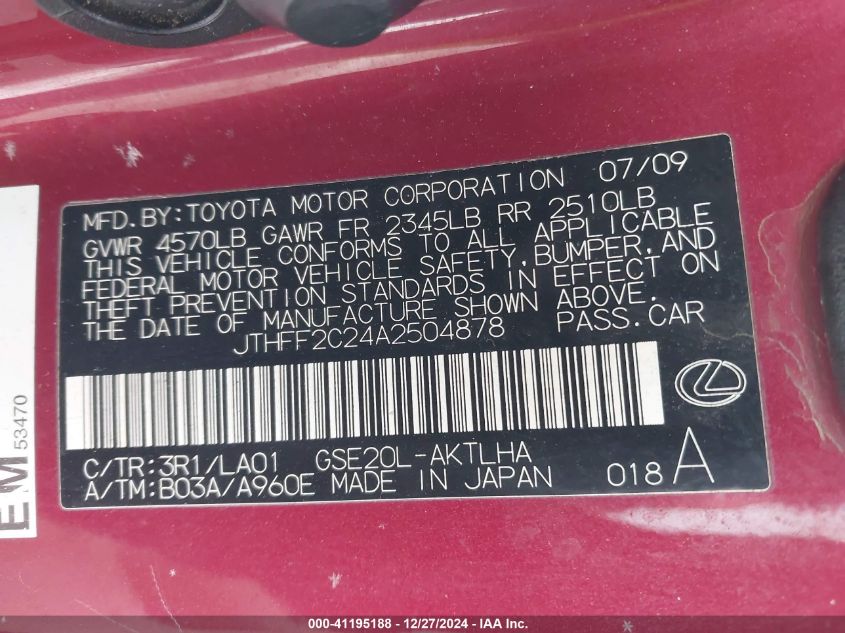 MFD. BY: TOYOTA MOTOR CORPORATION 07/09
GVWR 4570LB GAWR FR 2345LB RR 2510LB
THIS VEHICLE CONFORMS TO ALL APPLICABLE
FEDERAL MOTOR VEHICLE SAFETY, BUMPER, AND
THEFT PREVENTION STANDARDS IN EFFECT ON
THE DATE OF MANUFACTURE SHOWN ABOVE.
JTHFF2C24A2504878 PASS. CAR
C/TR: 3R1/LA01 GSE20L-AKTLHA
A/TM: B03A/A960E MADE IN JAPAN 018 A
EM
53470
000-41195188 - 12/27/2024 - IAA Inc.